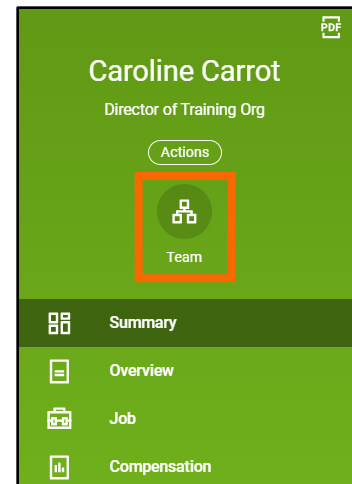 PDF
Caroline Carrot
Director of Training Org
Actions
Team
Summary
Overview
Job
Compensation